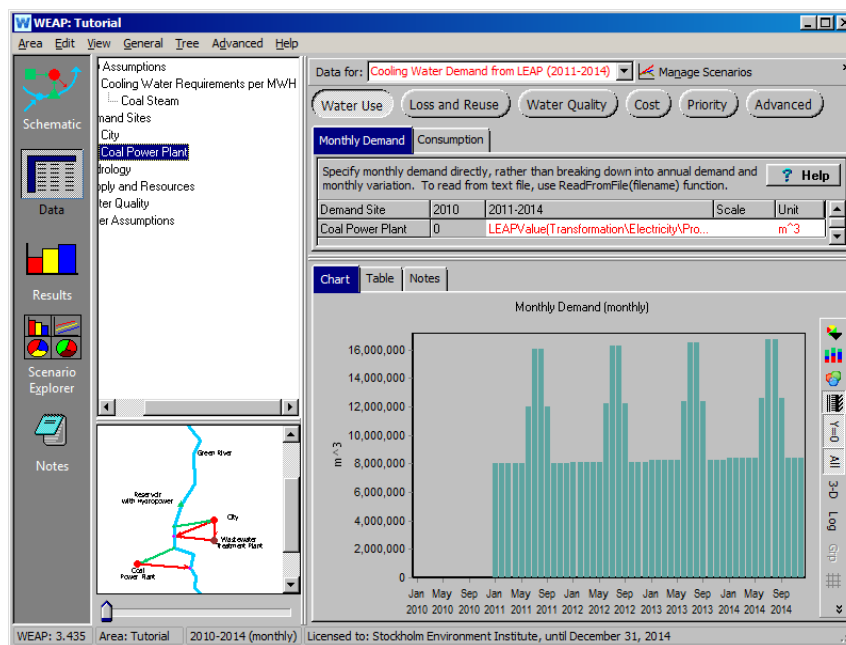 WEAP: Tutorial
Area Edit View General Tree Advanced Help
Schematic
Data
Results
Scenario
Explorer
Notes
Assumptions
Cooling Water Requirements per MWH
Coal Steam
mand Sites
City
Coal Power Plant
drology
pply and Resources
ter Quality
er Assumptions
Green River
Reservoir
with Hydropower
City
Wastewater
Treatment Plant
Coal
Power Plant
Data for: Cooling Water Demand from LEAP (2011-2014) Manage Scenarios
Water Use Loss and Reuse Water Quality Cost Priority Advanced
Monthly Demand Consumption
Specify monthly demand directly, rather than breaking down into annual demand and
monthly variation. To read from text file, use ReadFromFile(filename) function.
? Help
Demand Site 2010 2011-2014 Scale Unit
Coal Power Plant 0 LEAPValue(Transformation\Electricity\Pro... m^3
Chart Table Notes
Monthly Demand (monthly)
m^3
16,000,000
14,000,000
12,000,000
10,000,000
8,000,000
6,000,000
4,000,000
2,000,000
0
Jan May Sep Jan May Sep Jan May Sep Jan May Sep Jan May Sep
2010 2010 2010 2011 2011 2011 2012 2012 2012 2013 2013 2013 2014 2014 2014
Y=0
All
3-D
Log
WEAP: 3.435 Area: Tutorial 2010-2014 (monthly) Licensed to: Stockholm Environment Institute, until December 31, 2014